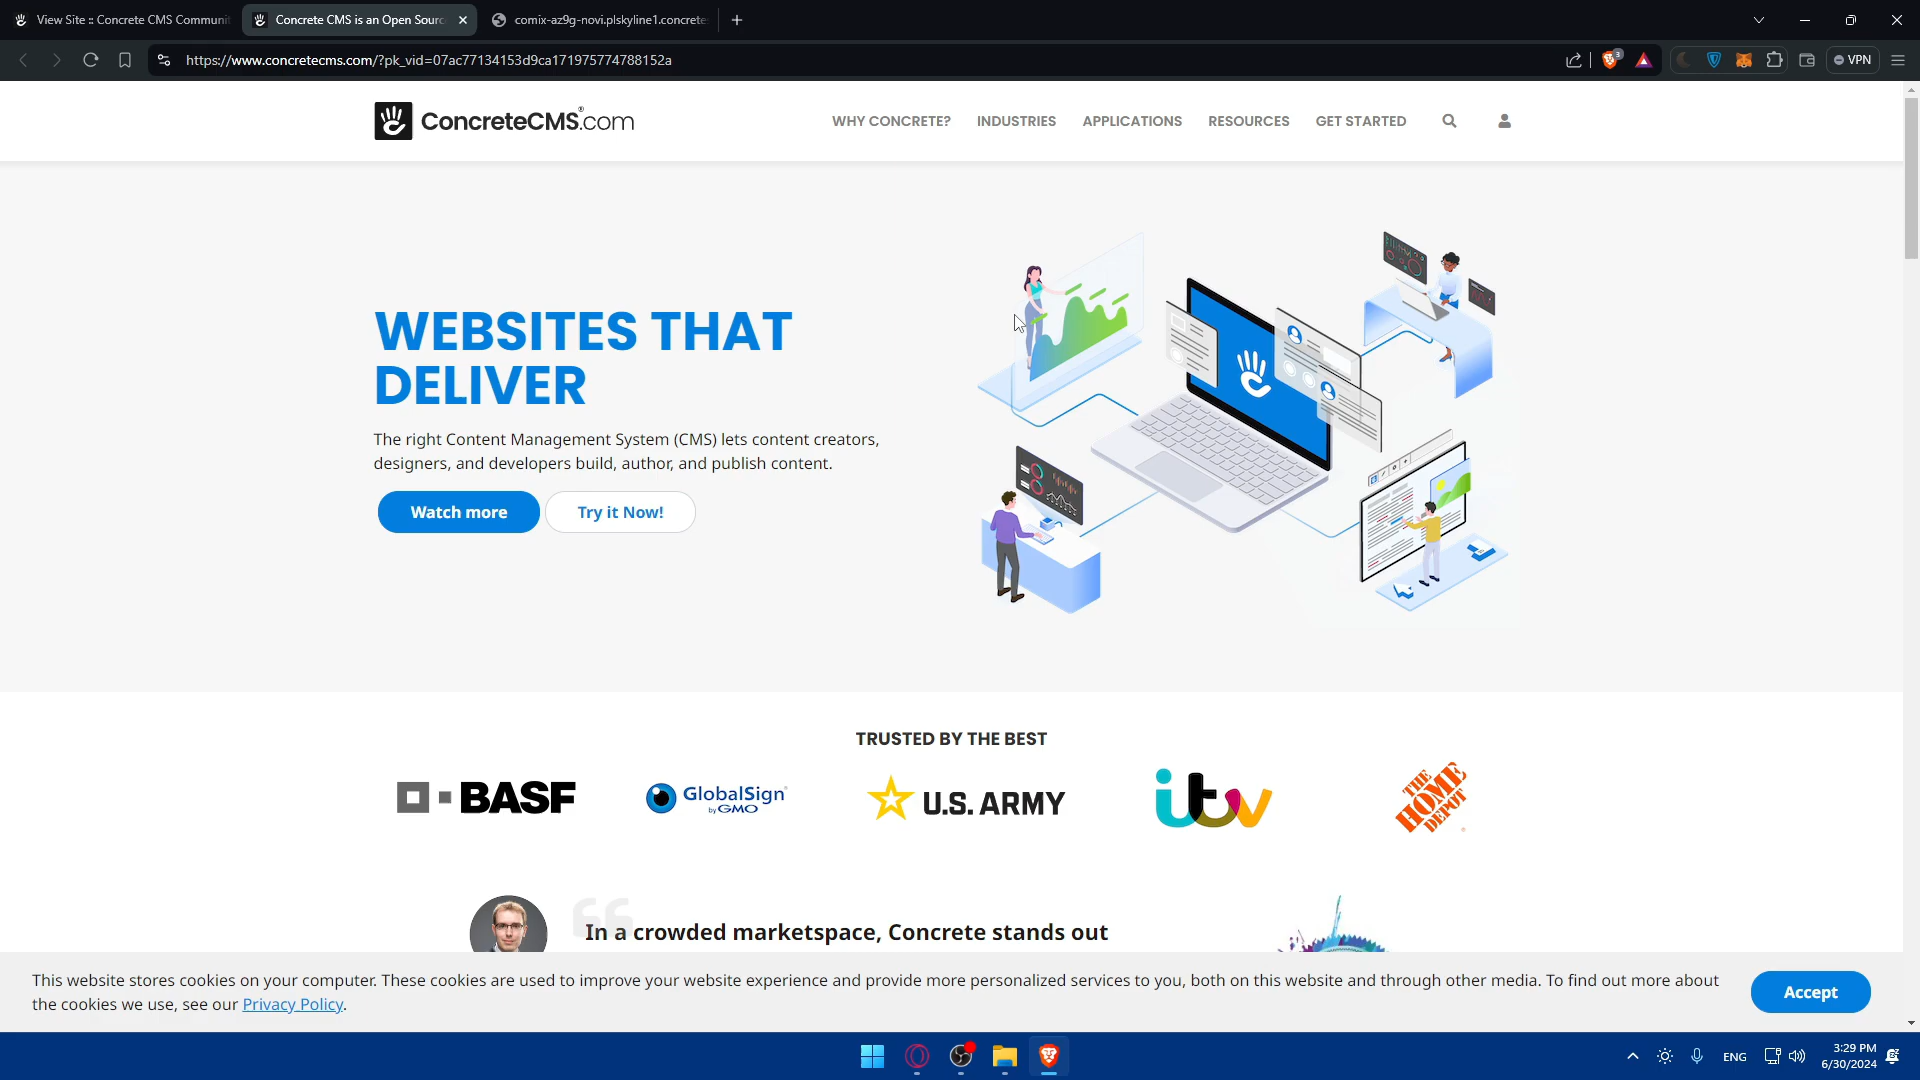 View Site :: Concrete CMS Communi
Concrete CMS is an Open Sourc
comix-az9g-novi.plskyline1.concrete
https://www.concretecms.com/?pk_vid=07ac77134153d9ca171975774788152a
3
VPN
ConcreteCMS.com
WHY CONCRETE?
INDUSTRIES
APPLICATIONS
RESOURCES
GET STARTED
WEBSITES THAT
DELIVER
The right Content Management System (CMS) lets content creators,
designers, and developers build, author, and publish content.
Watch more
Try it Now!
TRUSTED BY THE BEST
BASF
GlobalSign
by GMO
U.S. ARMY
itv
THE
HOME
DEPOT
In a crowded marketspace, Concrete stands out
This website stores cookies on your computer. These cookies are used to improve your website experience and provide more personalized services to you, both on this website and through other media. To find out more about
the cookies we use, see our Privacy Policy.
Accept
ENG
3:29 PM
6/30/2024